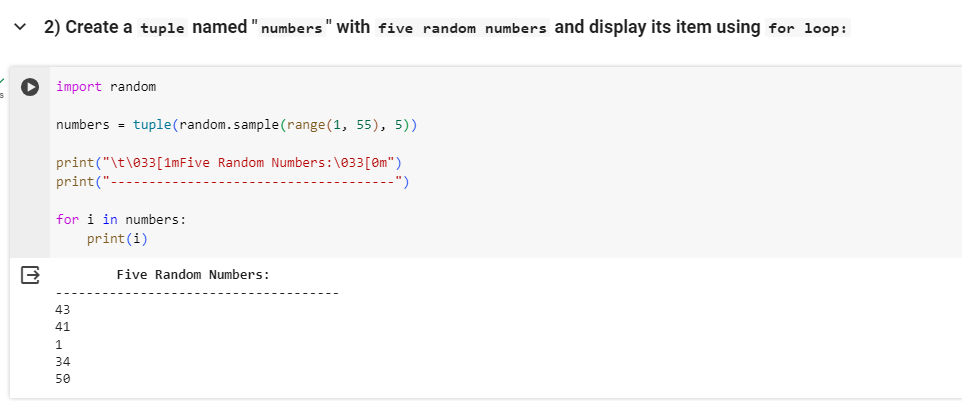 2) Create a tuple named "numbers" with five random numbers and display its item using for loop:
s
import random
numbers = tuple(random.sample(range(1, 55), 5))
print("\t\033[1mFive Random Numbers:\033[0m")
print("-------------------------------------")
for i in numbers:
print(i)
Five Random Numbers:
-------------------------------------
43
41
1
34
50